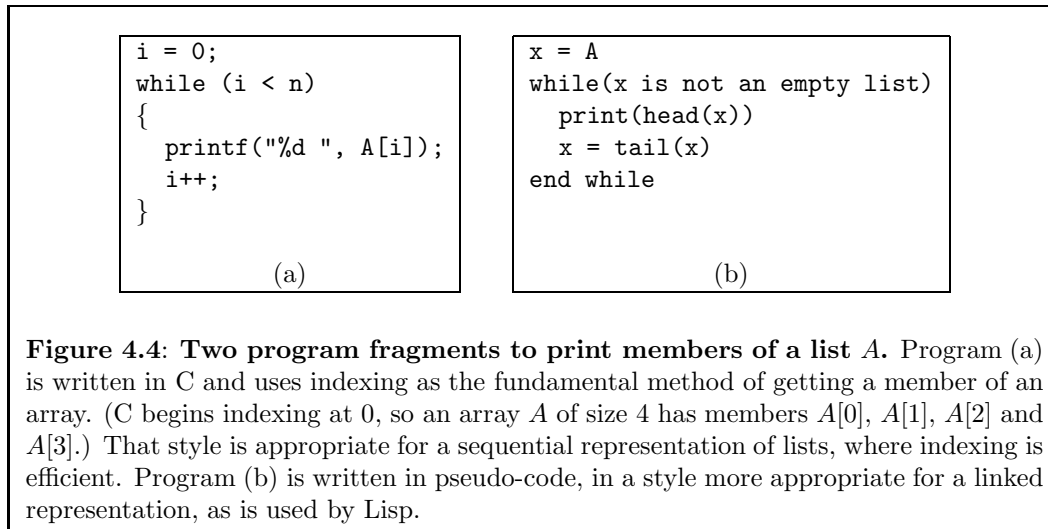 i = 0;
while (i < n)
{
  printf("%d ", A[i]);
  i++;
}
(a)
x = A
while(x is not an empty list)
  print(head(x))
  x = tail(x)
end while
(b)
Figure 4.4: Two program fragments to print members of a list A. Program (a)
is written in C and uses indexing as the fundamental method of getting a member of an
array. (C begins indexing at 0, so an array A of size 4 has members A[0], A[1], A[2] and
A[3].) That style is appropriate for a sequential representation of lists, where indexing is
efficient. Program (b) is written in pseudo-code, in a style more appropriate for a linked
representation, as is used by Lisp.